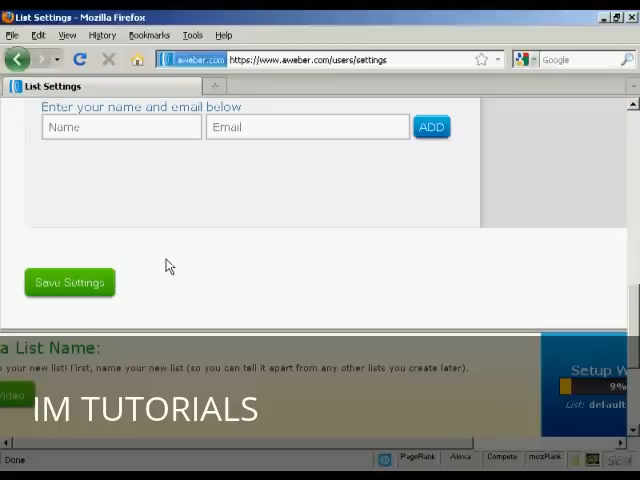 List Settings - Mozilla Firefox
File Edit View History Bookmarks Tools Help
aweber.com https://www.aweber.com/users/settings
Google
List Settings
Enter your name and email below
Name Email ADD
Save Settings
a List Name:
your new list! First, name your new list (so you can tell it apart from any other lists you create later).
Setup W
9%
Video
List: default
IM TUTORIALS
Done PageRank Alexa Compete mozRank